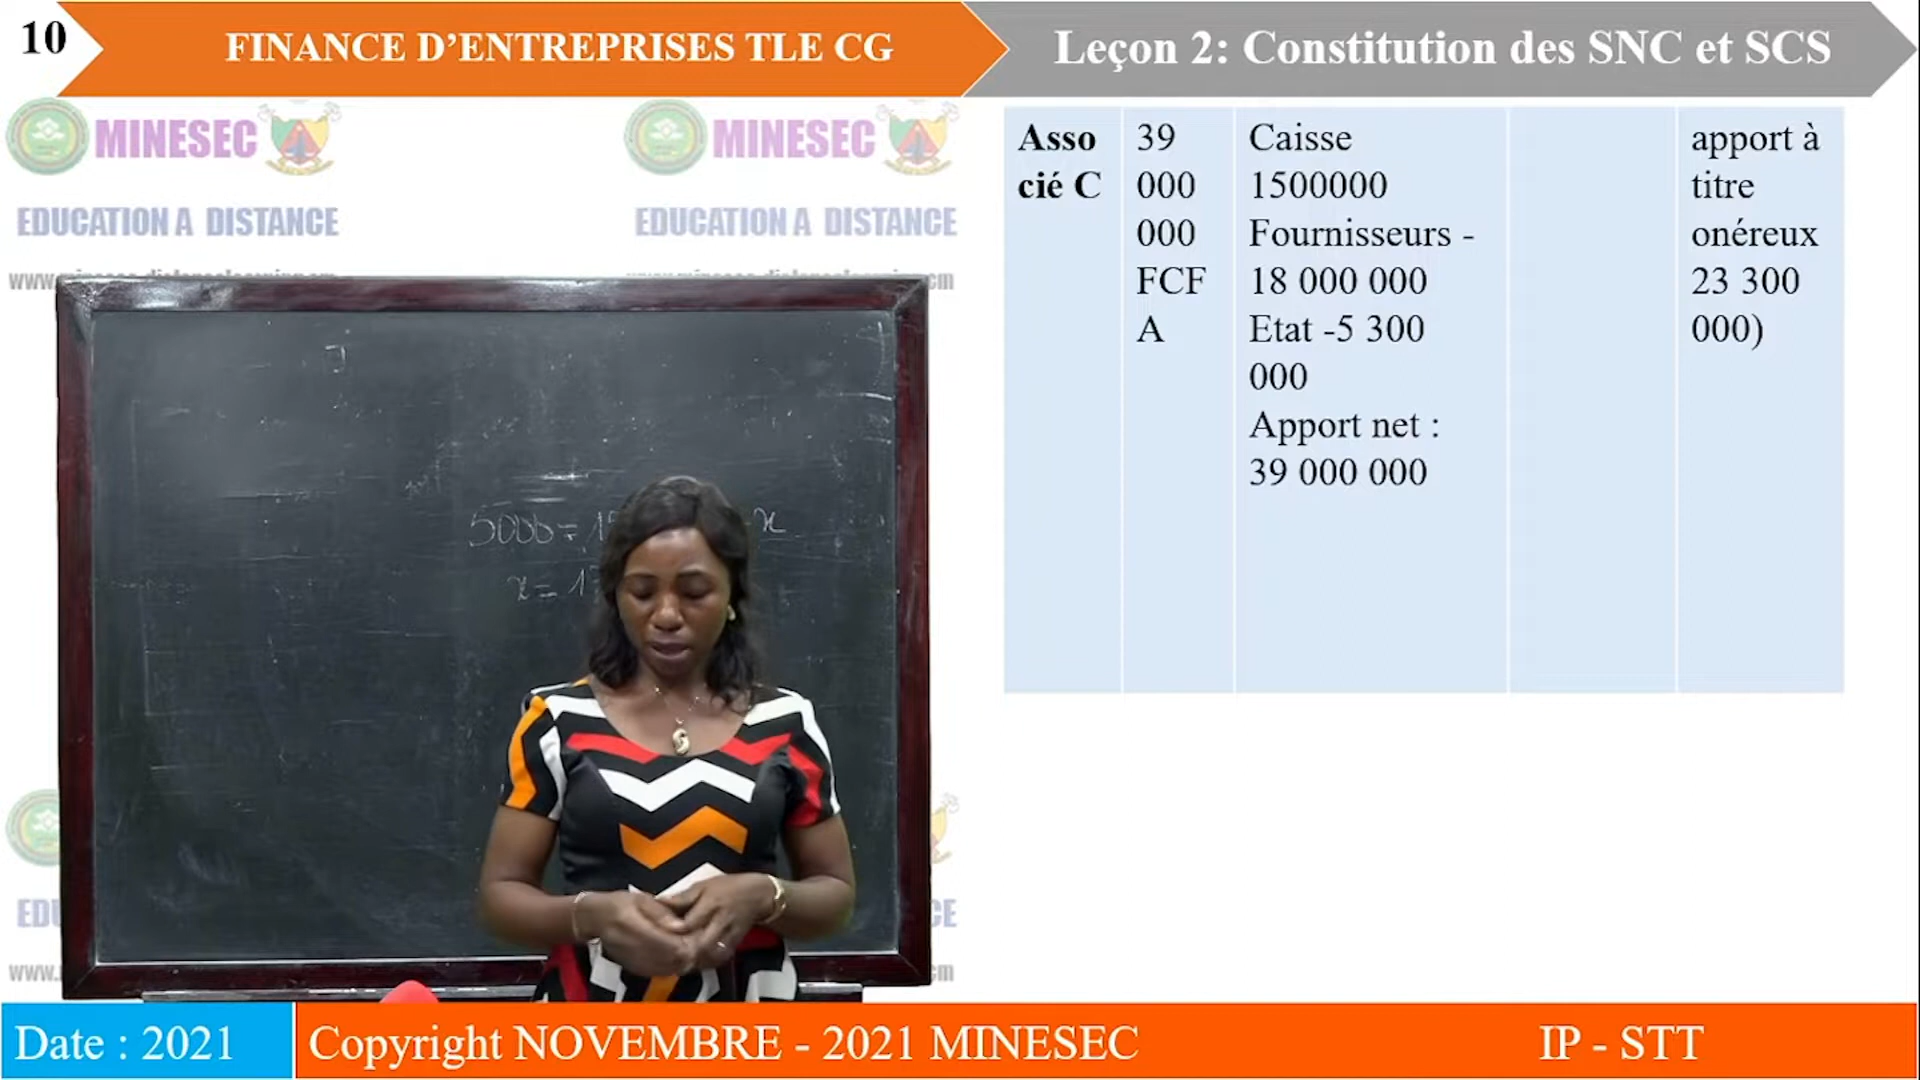 10
FINANCE D’ENTREPRISES TLE CG
Leçon 2: Constitution des SNC et SCS
MINESEC
MINESEC
EDUCATION A DISTANCE
EDUCATION A DISTANCE
Asso
cié C
39
000
000
FCF
A
Caisse
1500000
Fournisseurs -
18 000 000
Etat -5 300
000
Apport net :
39 000 000
apport à
titre
onéreux
23 300
000)
Date : 2021
Copyright NOVEMBRE - 2021 MINESEC
IP - STT